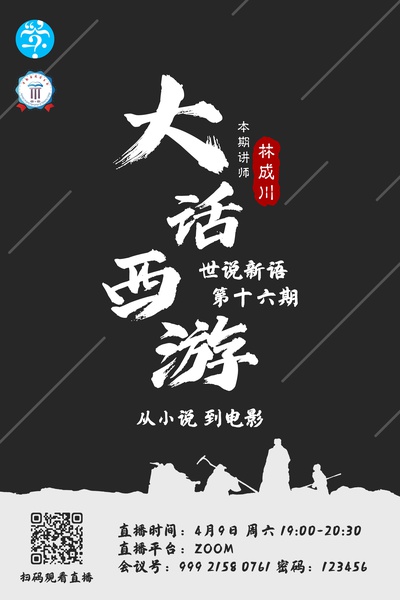 大话西游
本期讲师
林成川
世说新语
第十六期
从小说 到电影
直播时间：4月9日 周六 19:00-20:30
直播平台：ZOOM
会议号：999 2158 0761 密码：123456
扫码观看直播